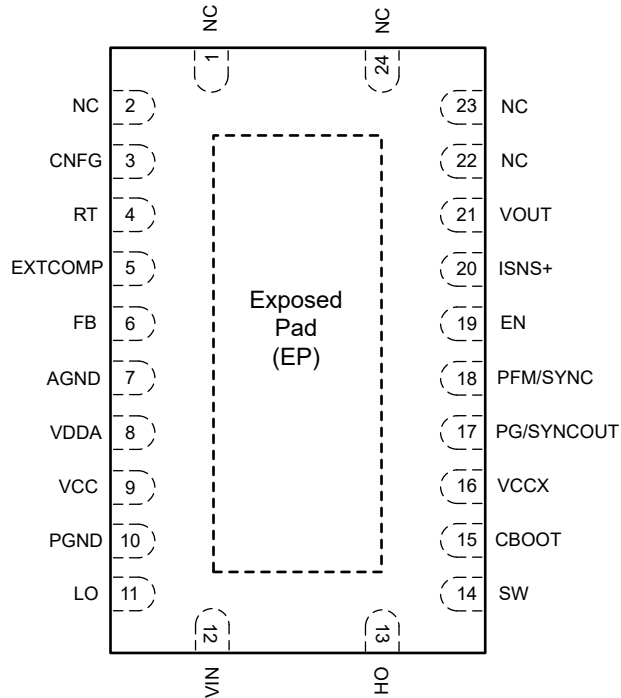 NC
NC
1
24
NC 2
23 NC
CNFG 3
22 NC
RT 4
21 VOUT
EXTCOMP 5
20 ISNS+
FB 6
19 EN
AGND 7
18 PFM/SYNC
VDDA 8
17 PG/SYNCOUT
VCC 9
16 VCCX
PGND 10
15 CBOOT
LO 11
14 SW
Exposed
Pad
(EP)
12
13
VIN
HO